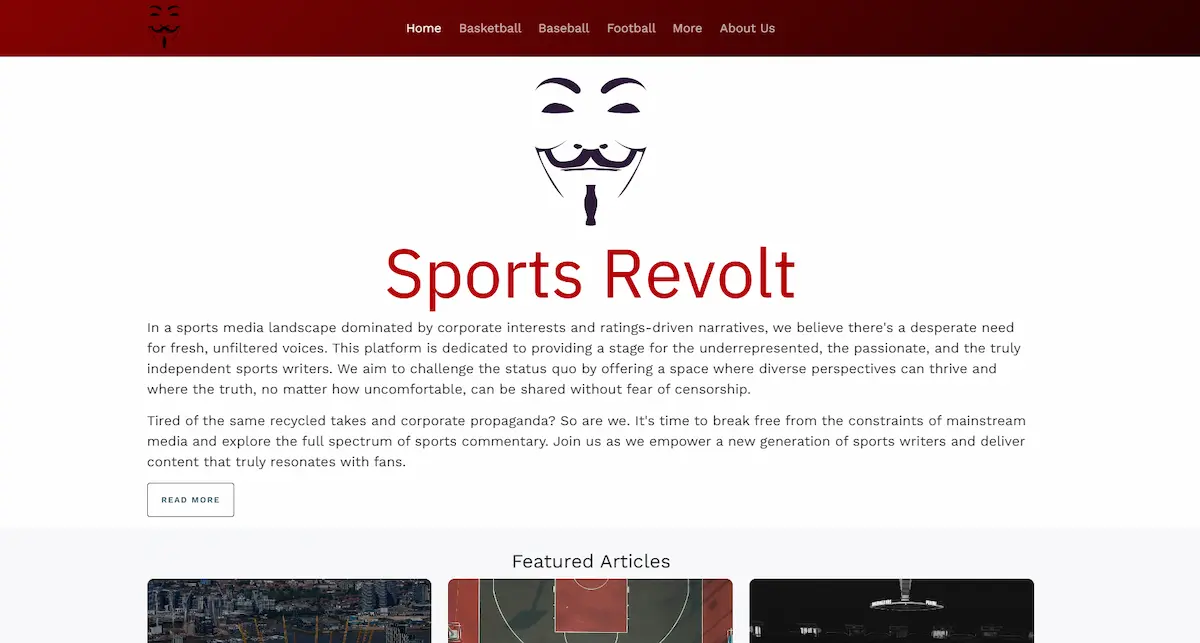 Home Basketball Baseball Football More About Us
Sports Revolt
In a sports media landscape dominated by corporate interests and ratings-driven narratives, we believe there's a desperate need
for fresh, unfiltered voices. This platform is dedicated to providing a stage for the underrepresented, the passionate, and the truly
independent sports writers. We aim to challenge the status quo by offering a space where diverse perspectives can thrive and
where the truth, no matter how uncomfortable, can be shared without fear of censorship.
Tired of the same recycled takes and corporate propaganda? So are we. It's time to break free from the constraints of mainstream
media and explore the full spectrum of sports commentary. Join us as we empower a new generation of sports writers and deliver
content that truly resonates with fans.
READ MORE
Featured Articles